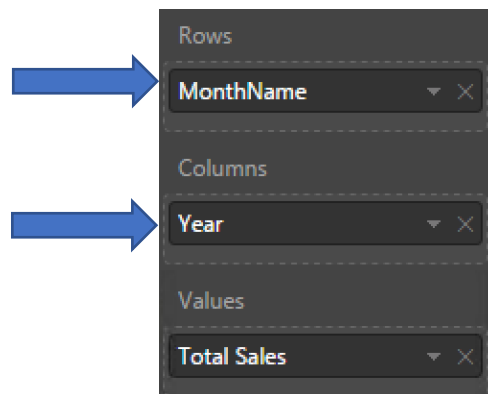 Rows
MonthName
Columns
Year
Values
Total Sales